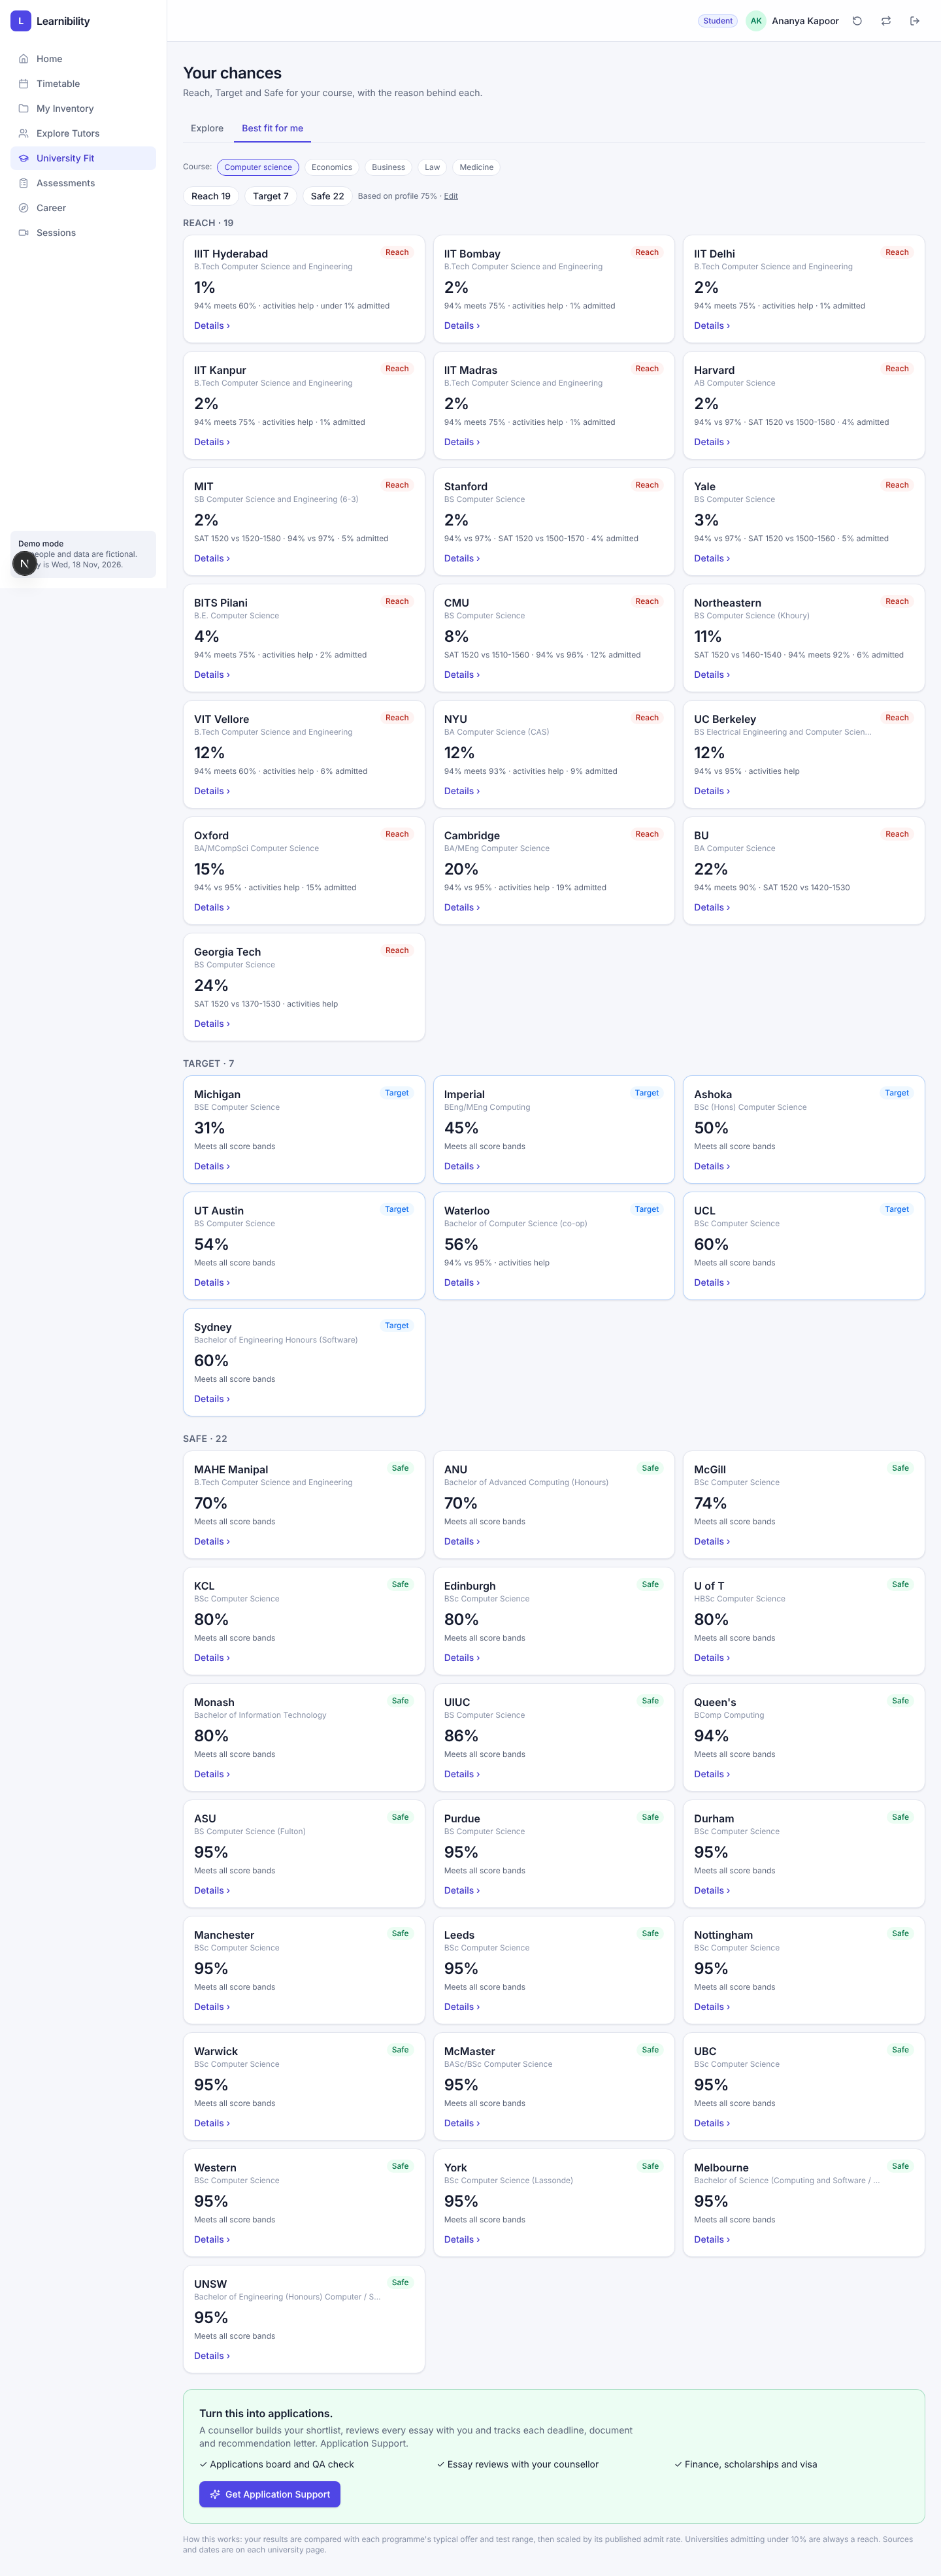 L Learnibility
Home
Timetable
My Inventory
Explore Tutors
University Fit
Assessments
Career
Sessions
Demo mode
eople and data are fictional.
y is Wed, 18 Nov, 2026.
Student AK Ananya Kapoor
Your chances
Reach, Target and Safe for your course, with the reason behind each.
Explore Best fit for me
Course: Computer science Economics Business Law Medicine
Reach 19 Target 7 Safe 22 Based on profile 75% · Edit
REACH · 19
IIIT Hyderabad Reach
B.Tech Computer Science and Engineering
1%
94% meets 60% · activities help · under 1% admitted
Details ›
IIT Bombay Reach
B.Tech Computer Science and Engineering
2%
94% meets 75% · activities help · 1% admitted
Details ›
IIT Delhi Reach
B.Tech Computer Science and Engineering
2%
94% meets 75% · activities help · 1% admitted
Details ›
IIT Kanpur Reach
B.Tech Computer Science and Engineering
2%
94% meets 75% · activities help · 1% admitted
Details ›
IIT Madras Reach
B.Tech Computer Science and Engineering
2%
94% meets 75% · activities help · 1% admitted
Details ›
Harvard Reach
AB Computer Science
2%
94% vs 97% · SAT 1520 vs 1500-1580 · 4% admitted
Details ›
MIT Reach
SB Computer Science and Engineering (6-3)
2%
SAT 1520 vs 1520-1580 · 94% vs 97% · 5% admitted
Details ›
Stanford Reach
BS Computer Science
2%
94% vs 97% · SAT 1520 vs 1500-1570 · 4% admitted
Details ›
Yale Reach
BS Computer Science
3%
94% vs 97% · SAT 1520 vs 1500-1560 · 5% admitted
Details ›
BITS Pilani Reach
B.E. Computer Science
4%
94% meets 75% · activities help · 2% admitted
Details ›
CMU Reach
BS Computer Science
8%
SAT 1520 vs 1510-1560 · 94% vs 96% · 12% admitted
Details ›
Northeastern Reach
BS Computer Science (Khoury)
11%
SAT 1520 vs 1460-1540 · 94% meets 92% · 6% admitted
Details ›
VIT Vellore Reach
B.Tech Computer Science and Engineering
12%
94% meets 60% · activities help · 6% admitted
Details ›
NYU Reach
BA Computer Science (CAS)
12%
94% meets 93% · activities help · 9% admitted
Details ›
UC Berkeley Reach
BS Electrical Engineering and Computer Scien...
12%
94% vs 95% · activities help
Details ›
Oxford Reach
BA/MCompSci Computer Science
15%
94% vs 95% · activities help · 15% admitted
Details ›
Cambridge Reach
BA/MEng Computer Science
20%
94% vs 95% · activities help · 19% admitted
Details ›
BU Reach
BA Computer Science
22%
94% meets 90% · SAT 1520 vs 1420-1530
Details ›
Georgia Tech Reach
BS Computer Science
24%
SAT 1520 vs 1370-1530 · activities help
Details ›
TARGET · 7
Michigan Target
BSE Computer Science
31%
Meets all score bands
Details ›
Imperial Target
BEng/MEng Computing
45%
Meets all score bands
Details ›
Ashoka Target
BSc (Hons) Computer Science
50%
Meets all score bands
Details ›
UT Austin Target
BS Computer Science
54%
Meets all score bands
Details ›
Waterloo Target
Bachelor of Computer Science (co-op)
56%
94% vs 95% · activities help
Details ›
UCL Target
BSc Computer Science
60%
Meets all score bands
Details ›
Sydney Target
Bachelor of Engineering Honours (Software)
60%
Meets all score bands
Details ›
SAFE · 22
MAHE Manipal Safe
B.Tech Computer Science and Engineering
70%
Meets all score bands
Details ›
ANU Safe
Bachelor of Advanced Computing (Honours)
70%
Meets all score bands
Details ›
McGill Safe
BSc Computer Science
74%
Meets all score bands
Details ›
KCL Safe
BSc Computer Science
80%
Meets all score bands
Details ›
Edinburgh Safe
BSc Computer Science
80%
Meets all score bands
Details ›
U of T Safe
HBSc Computer Science
80%
Meets all score bands
Details ›
Monash Safe
Bachelor of Information Technology
80%
Meets all score bands
Details ›
UIUC Safe
BS Computer Science
86%
Meets all score bands
Details ›
Queen's Safe
BComp Computing
94%
Meets all score bands
Details ›
ASU Safe
BS Computer Science (Fulton)
95%
Meets all score bands
Details ›
Purdue Safe
BS Computer Science
95%
Meets all score bands
Details ›
Durham Safe
BSc Computer Science
95%
Meets all score bands
Details ›
Manchester Safe
BSc Computer Science
95%
Meets all score bands
Details ›
Leeds Safe
BSc Computer Science
95%
Meets all score bands
Details ›
Nottingham Safe
BSc Computer Science
95%
Meets all score bands
Details ›
Warwick Safe
BSc Computer Science
95%
Meets all score bands
Details ›
McMaster Safe
BASc/BSc Computer Science
95%
Meets all score bands
Details ›
UBC Safe
BSc Computer Science
95%
Meets all score bands
Details ›
Western Safe
BSc Computer Science
95%
Meets all score bands
Details ›
York Safe
BSc Computer Science (Lassonde)
95%
Meets all score bands
Details ›
Melbourne Safe
Bachelor of Science (Computing and Software / ...
95%
Meets all score bands
Details ›
UNSW Safe
Bachelor of Engineering (Honours) Computer / S...
95%
Meets all score bands
Details ›
Turn this into applications.
A counsellor builds your shortlist, reviews every essay with you and tracks each deadline, document
and recommendation letter. Application Support.
✓ Applications board and QA check
✓ Essay reviews with your counsellor
✓ Finance, scholarships and visa
Get Application Support
How this works: your results are compared with each programme's typical offer and test range, then scaled by its published admit rate. Universities admitting under 10% are always a reach. Sources
and dates are on each university page.